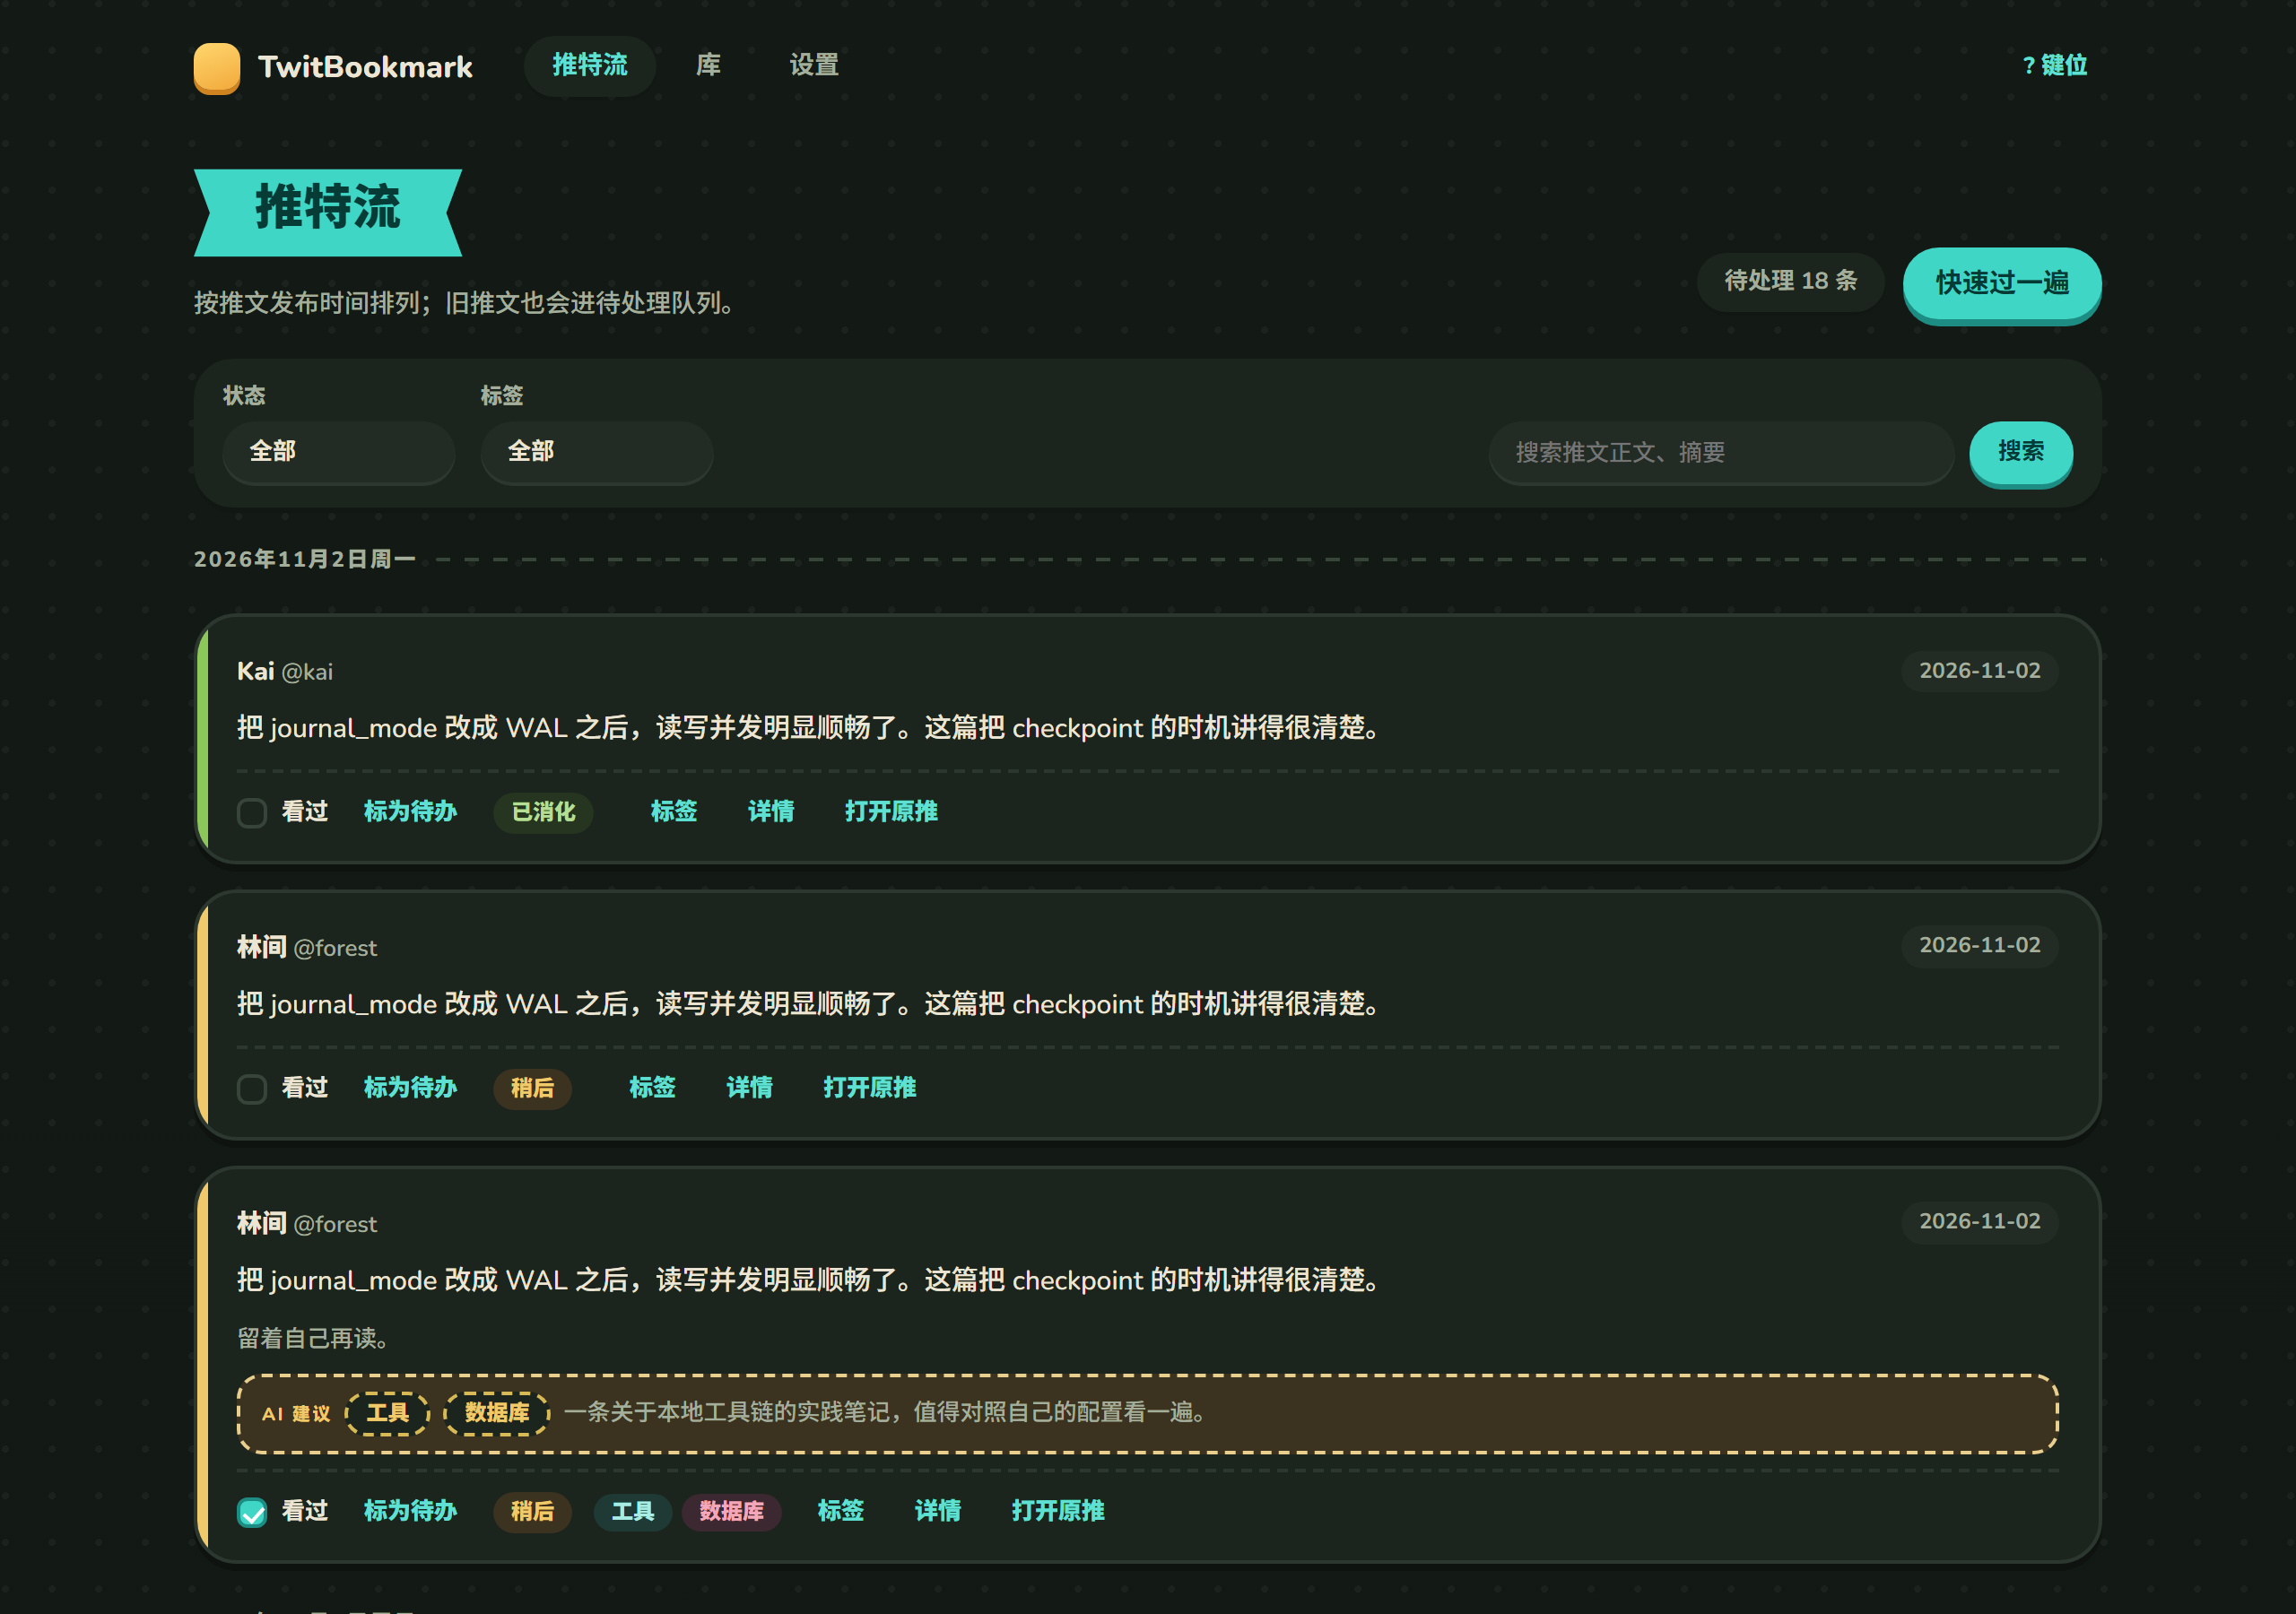 TwitBookmark 推特流 库 设置 ? 键位
推特流
按推文发布时间排列；旧推文也会进待处理队列。
待处理 18 条 快速过一遍
状态 标签
全部 全部 搜索推文正文、摘要 搜索
2026年11月2日周一
Kai @kai 2026-11-02
把 journal_mode 改成 WAL 之后，读写并发明显顺畅了。这篇把 checkpoint 的时机讲得很清楚。
看过 标为待办 已消化 标签 详情 打开原推
林间 @forest 2026-11-02
把 journal_mode 改成 WAL 之后，读写并发明显顺畅了。这篇把 checkpoint 的时机讲得很清楚。
看过 标为待办 稍后 标签 详情 打开原推
林间 @forest 2026-11-02
把 journal_mode 改成 WAL 之后，读写并发明显顺畅了。这篇把 checkpoint 的时机讲得很清楚。
留着自己再读。
AI 建议 工具 数据库 一条关于本地工具链的实践笔记，值得对照自己的配置看一遍。
看过 标为待办 稍后 工具 数据库 标签 详情 打开原推